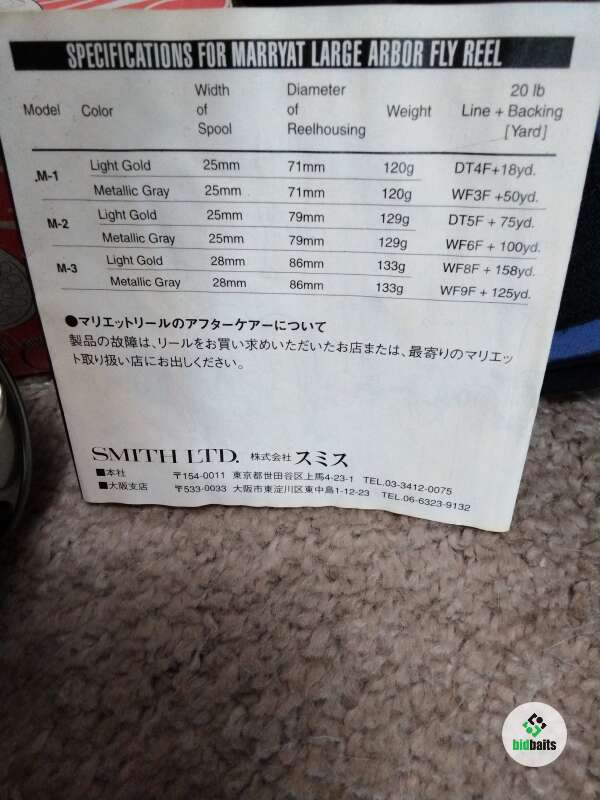 SPECIFICATIONS FOR MARRYAT LARGE ARBOR FLY REEL
Model Color Width of Spool Diameter of Reelhousing Weight 20 lb Line + Backing [Yard]
M-1 Light Gold 25mm 71mm 120g DT4F+18yd.
Metallic Gray 25mm 71mm 120g WF3F +50yd.
M-2 Light Gold 25mm 79mm 129g DT5F + 75yd.
Metallic Gray 25mm 79mm 129g WF6F + 100yd.
M-3 Light Gold 28mm 86mm 133g WF8F + 158yd.
Metallic Gray 28mm 86mm 133g WF9F + 125yd.
●マリエットリールのアフターケアーについて
製品の故障は、リールをお買い求めいただいたお店または、最寄りのマリエッ
ト取り扱い店にお出しください。
SMITH LTD. 株式会社 スミス
■本社 〒154-0011 東京都世田谷区上馬4-23-1 TEL.03-3412-0075
■大阪支店 〒533-0033 大阪市東淀川区東中島1-12-23 TEL.06-6323-9132
bidbaits